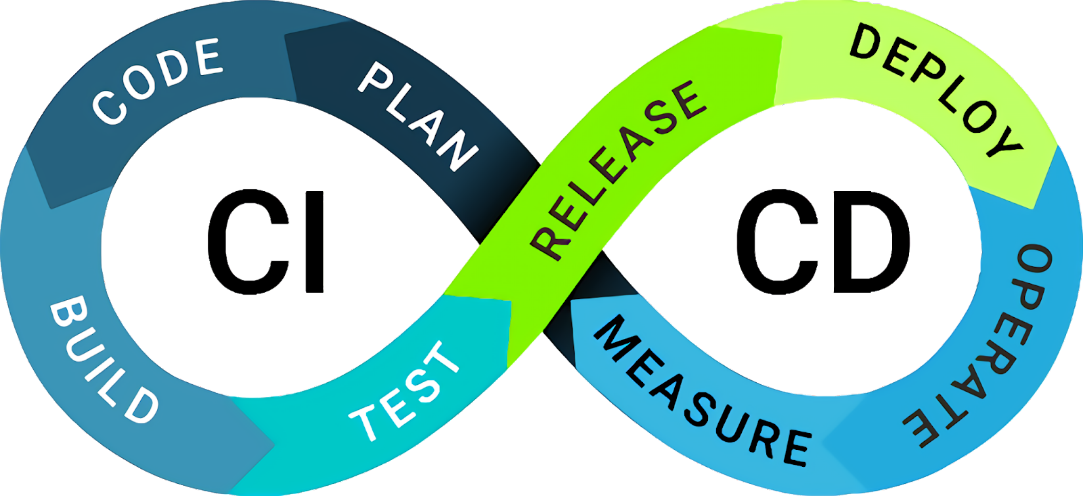 PLAN
CODE
BUILD
TEST
RELEASE
DEPLOY
OPERATE
MEASURE
CI
CD